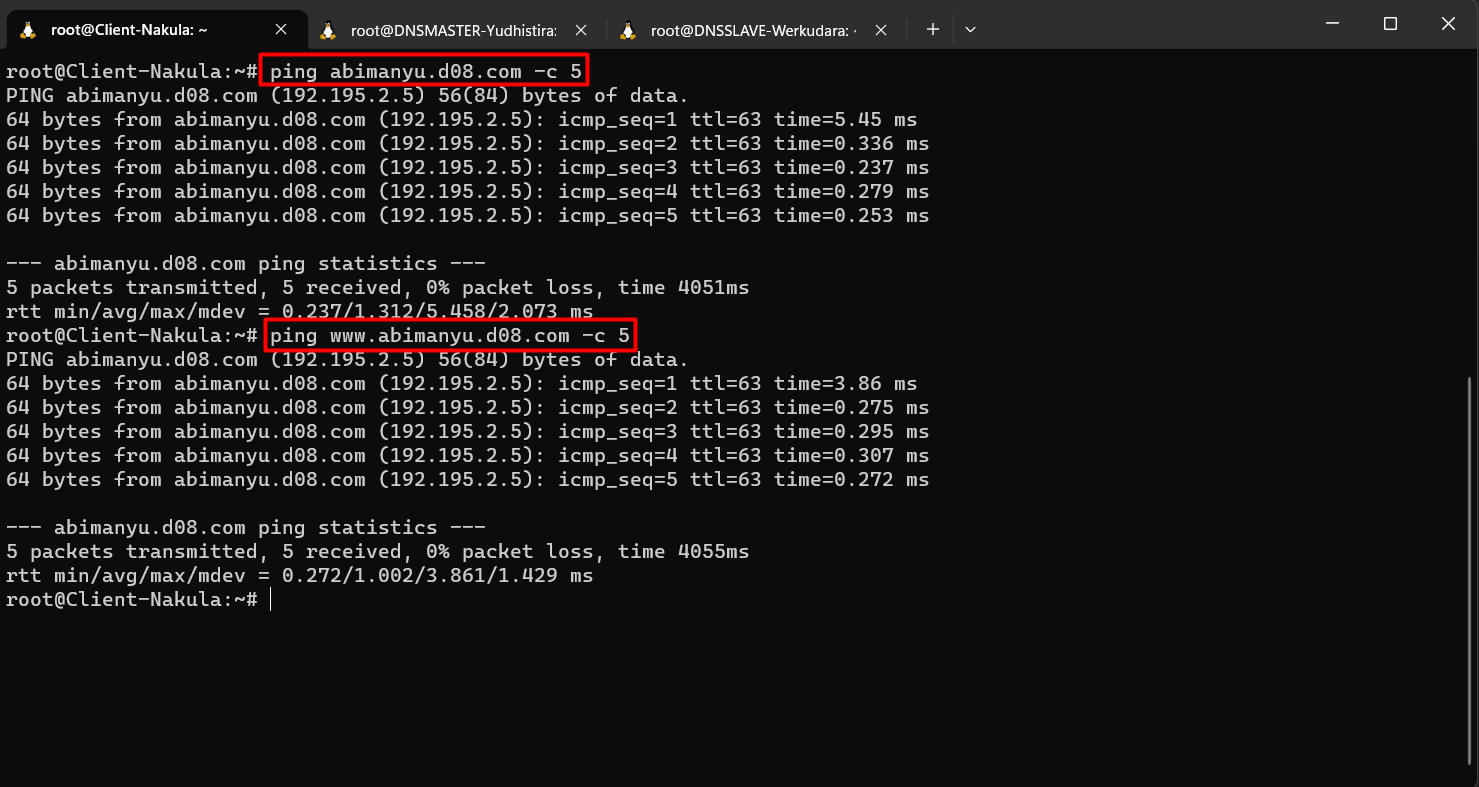 root@Client-Nakula: ~
root@DNSMASTER-Yudhistira:
root@DNSSLAVE-Werkudara: ~
root@Client-Nakula:~# ping abimanyu.d08.com -c 5
PING abimanyu.d08.com (192.195.2.5) 56(84) bytes of data.
64 bytes from abimanyu.d08.com (192.195.2.5): icmp_seq=1 ttl=63 time=5.45 ms
64 bytes from abimanyu.d08.com (192.195.2.5): icmp_seq=2 ttl=63 time=0.336 ms
64 bytes from abimanyu.d08.com (192.195.2.5): icmp_seq=3 ttl=63 time=0.237 ms
64 bytes from abimanyu.d08.com (192.195.2.5): icmp_seq=4 ttl=63 time=0.279 ms
64 bytes from abimanyu.d08.com (192.195.2.5): icmp_seq=5 ttl=63 time=0.253 ms
--- abimanyu.d08.com ping statistics ---
5 packets transmitted, 5 received, 0% packet loss, time 4051ms
rtt min/avg/max/mdev = 0.237/1.312/5.458/2.073 ms
root@Client-Nakula:~# ping www.abimanyu.d08.com -c 5
PING abimanyu.d08.com (192.195.2.5) 56(84) bytes of data.
64 bytes from abimanyu.d08.com (192.195.2.5): icmp_seq=1 ttl=63 time=3.86 ms
64 bytes from abimanyu.d08.com (192.195.2.5): icmp_seq=2 ttl=63 time=0.275 ms
64 bytes from abimanyu.d08.com (192.195.2.5): icmp_seq=3 ttl=63 time=0.295 ms
64 bytes from abimanyu.d08.com (192.195.2.5): icmp_seq=4 ttl=63 time=0.307 ms
64 bytes from abimanyu.d08.com (192.195.2.5): icmp_seq=5 ttl=63 time=0.272 ms
--- abimanyu.d08.com ping statistics ---
5 packets transmitted, 5 received, 0% packet loss, time 4055ms
rtt min/avg/max/mdev = 0.272/1.002/3.861/1.429 ms
root@Client-Nakula:~#